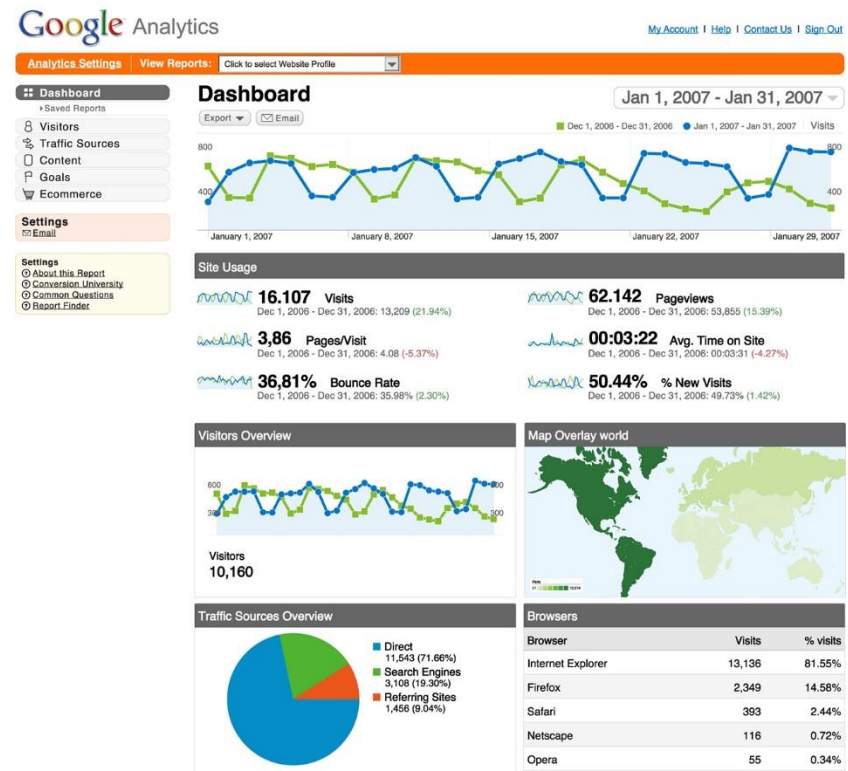 Google Analytics
My Account | Help | Contact Us | Sign Out
Analytics Settings | View Reports: Click to select Website Profile
Dashboard
Saved Reports
Visitors
Traffic Sources
Content
Goals
Ecommerce
Settings
Email
Settings
About this Report
Conversion University
Common Questions
Report Finder
Dashboard
Jan 1, 2007 - Jan 31, 2007
Export
Email
Dec 1, 2006 - Dec 31, 2006 Jan 1, 2007 - Jan 31, 2007 Visits
800 800
400 400
January 1, 2007 January 8, 2007 January 15, 2007 January 22, 2007 January 29, 2007
Site Usage
16.107 Visits
Dec 1, 2006 - Dec 31, 2006: 13,209 (21.94%)
62.142 Pageviews
Dec 1, 2006 - Dec 31, 2006: 53,855 (15.39%)
3,86 Pages/Visit
Dec 1, 2006 - Dec 31, 2006: 4.08 (-5.37%)
00:03:22 Avg. Time on Site
Dec 1, 2006 - Dec 31, 2006: 00:03:31 (-4.27%)
36,81% Bounce Rate
Dec 1, 2006 - Dec 31, 2006: 35.98% (2.30%)
50.44% % New Visits
Dec 1, 2006 - Dec 31, 2006: 49.73% (1.42%)
Visitors Overview
600 600
300 300
Visitors
10,160
Map Overlay world
Traffic Sources Overview
Direct
11,543 (71.66%)
Search Engines
3,108 (19.30%)
Referring Sites
1,456 (9.04%)
Browsers
Browser Visits % visits
Internet Explorer 13,136 81.55%
Firefox 2,349 14.58%
Safari 393 2.44%
Netscape 116 0.72%
Opera 55 0.34%